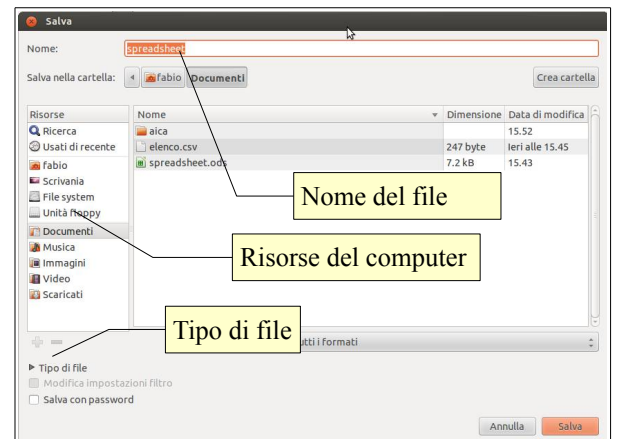 Salva
Nome: spreadsheet
Salva nella cartella: fabio Documenti Crea cartella
Risorse Nome Dimensione Data di modifica
Ricerca aica 15.52
Usati di recente elenco.csv 247 byte Ieri alle 15.45
fabio spreadsheet.ods 7.2 kB 15.43
Scrivania
File system
Nome del file
Unità floppy
Documenti
Musica
Risorse del computer
Immagini
Video
Scaricati
Tipo di file
utti i formati
Tipo di file
Modifica impostazioni filtro
Salva con password
Annulla Salva